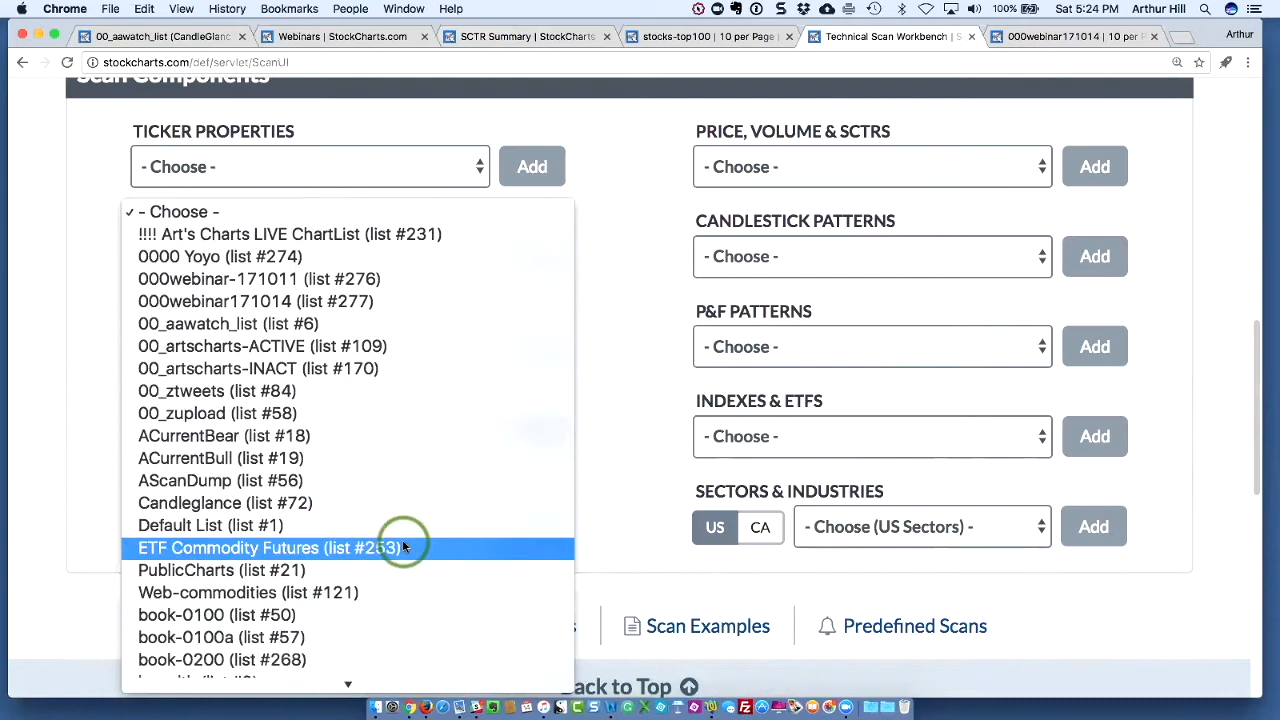 Chrome File Edit View History Bookmarks People Window Help 100% Sat 5:24 PM Arthur Hill
00_aawatch_list (CandleGlanc Webinars | StockCharts.com SCTR Summary | StockCharts stocks-top100 | 10 per Page | Technical Scan Workbench | S 000webinar171014 | 10 per P Arthur
stockcharts.com/def/servlet/ScanUI
Scan Components
TICKER PROPERTIES
- Choose - Add
- Choose -
!!!! Art's Charts LIVE ChartList (list #231)
0000 Yoyo (list #274)
000webinar-171011 (list #276)
000webinar171014 (list #277)
00_aawatch_list (list #6)
00_artscharts-ACTIVE (list #109)
00_artscharts-INACT (list #170)
00_ztweets (list #84)
00_zupload (list #58)
ACurrentBear (list #18)
ACurrentBull (list #19)
AScanDump (list #56)
Candleglance (list #72)
Default List (list #1)
ETF Commodity Futures (list #253)
PublicCharts (list #21)
Web-commodities (list #121)
book-0100 (list #50)
book-0100a (list #57)
book-0200 (list #268)
PRICE, VOLUME & SCTRS
- Choose - Add
CANDLESTICK PATTERNS
- Choose - Add
P&F PATTERNS
- Choose - Add
INDEXES & ETFS
- Choose - Add
SECTORS & INDUSTRIES
US CA - Choose (US Sectors) - Add
Scan Examples Predefined Scans
Back to Top